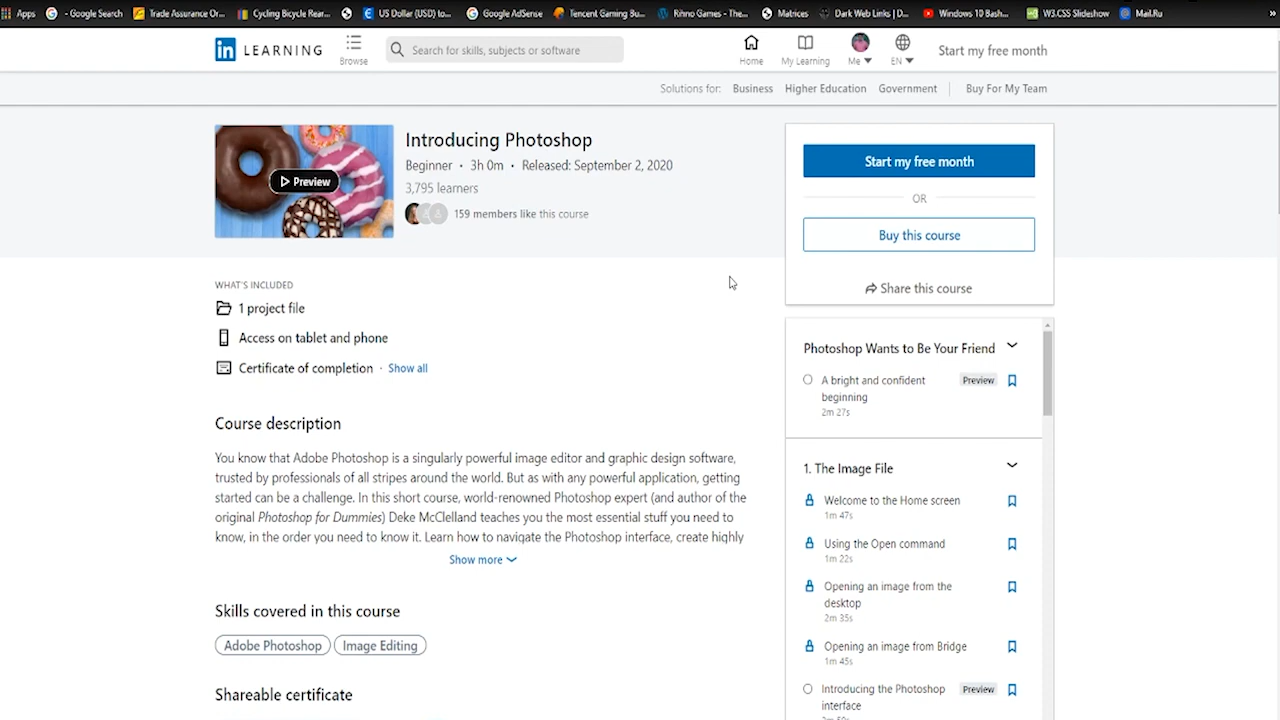 Apps
- Google Search
Trade Assurance Or...
Cycling Bicycle Rear...
US Dollar (USD) to...
Google AdSense
Tencent Gaming Bu...
Rihno Games - The...
Matrices
Dark Web Links | D...
Windows 10 Bash...
W3.CSS Slideshow
Mail.Ru
»
in LEARNING
Browse
Search for skills, subjects or software
Home
My Learning
Me
EN
Start my free month
Solutions for:
Business
Higher Education
Government
Buy For My Team
Preview
Introducing Photoshop
Beginner · 3h 0m · Released: September 2, 2020
3,795 learners
159 members like this course
Start my free month
OR
Buy this course
Share this course
WHAT'S INCLUDED
1 project file
Access on tablet and phone
Certificate of completion · Show all
Course description
You know that Adobe Photoshop is a singularly powerful image editor and graphic design software,
trusted by professionals of all stripes around the world. But as with any powerful application, getting
started can be a challenge. In this short course, world-renowned Photoshop expert (and author of the
original Photoshop for Dummies) Deke McClelland teaches you the most essential stuff you need to
know, in the order you need to know it. Learn how to navigate the Photoshop interface, create highly
Show more
Skills covered in this course
Adobe Photoshop
Image Editing
Shareable certificate
Photoshop Wants to Be Your Friend
A bright and confident
beginning
Preview
2m 27s
1. The Image File
Welcome to the Home screen
1m 47s
Using the Open command
1m 22s
Opening an image from the
desktop
2m 35s
Opening an image from Bridge
1m 45s
Introducing the Photoshop
interface
Preview